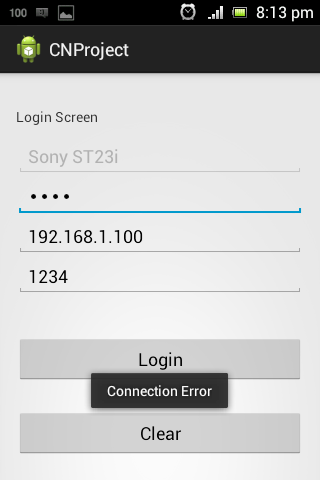 100 8:13 pm
CNProject
Login Screen
Sony ST23i
••••
192.168.1.100
1234
Login
Connection Error
Clear